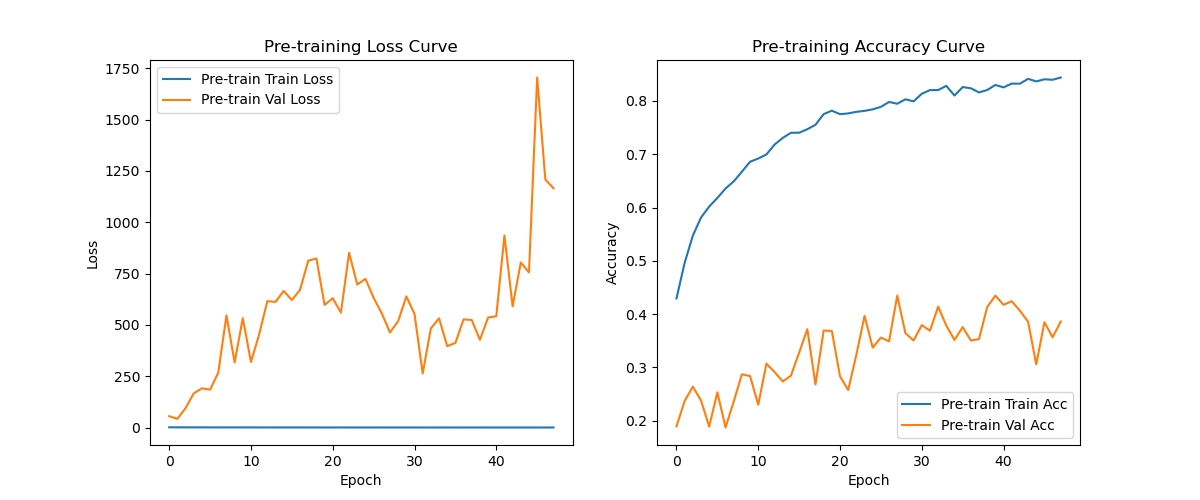 Pre-training Loss Curve
Pre-train Train Loss
Pre-train Val Loss
1750
1500
1250
1000
750
500
250
0
Loss
0 10 20 30 40
Epoch
Pre-training Accuracy Curve
0.8
0.7
0.6
0.5
0.4
0.3
0.2
Accuracy
Pre-train Train Acc
Pre-train Val Acc
0 10 20 30 40
Epoch